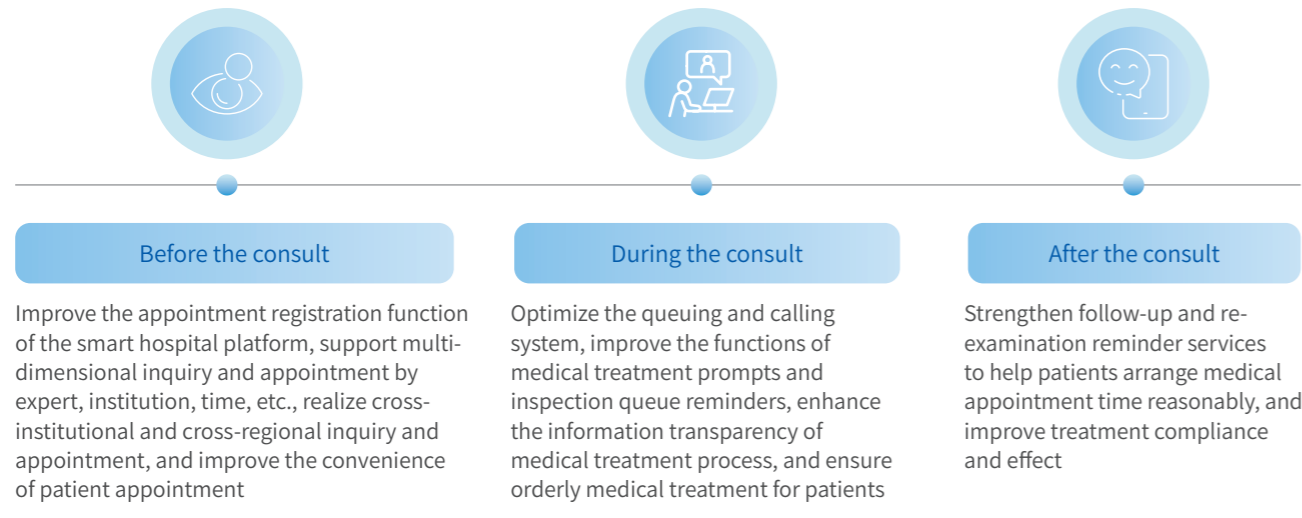 Before the consult
Improve the appointment registration function
of the smart hospital platform, support multi-
dimensional inquiry and appointment by
expert, institution, time, etc., realize cross-
institutional and cross-regional inquiry and
appointment, and improve the convenience
of patient appointment
During the consult
Optimize the queuing and calling
system, improve the functions of
medical treatment prompts and
inspection queue reminders, enhance
the information transparency of
medical treatment process, and ensure
orderly medical treatment for patients
After the consult
Strengthen follow-up and re-
examination reminder services
to help patients arrange medical
appointment time reasonably, and
improve treatment compliance
and effect